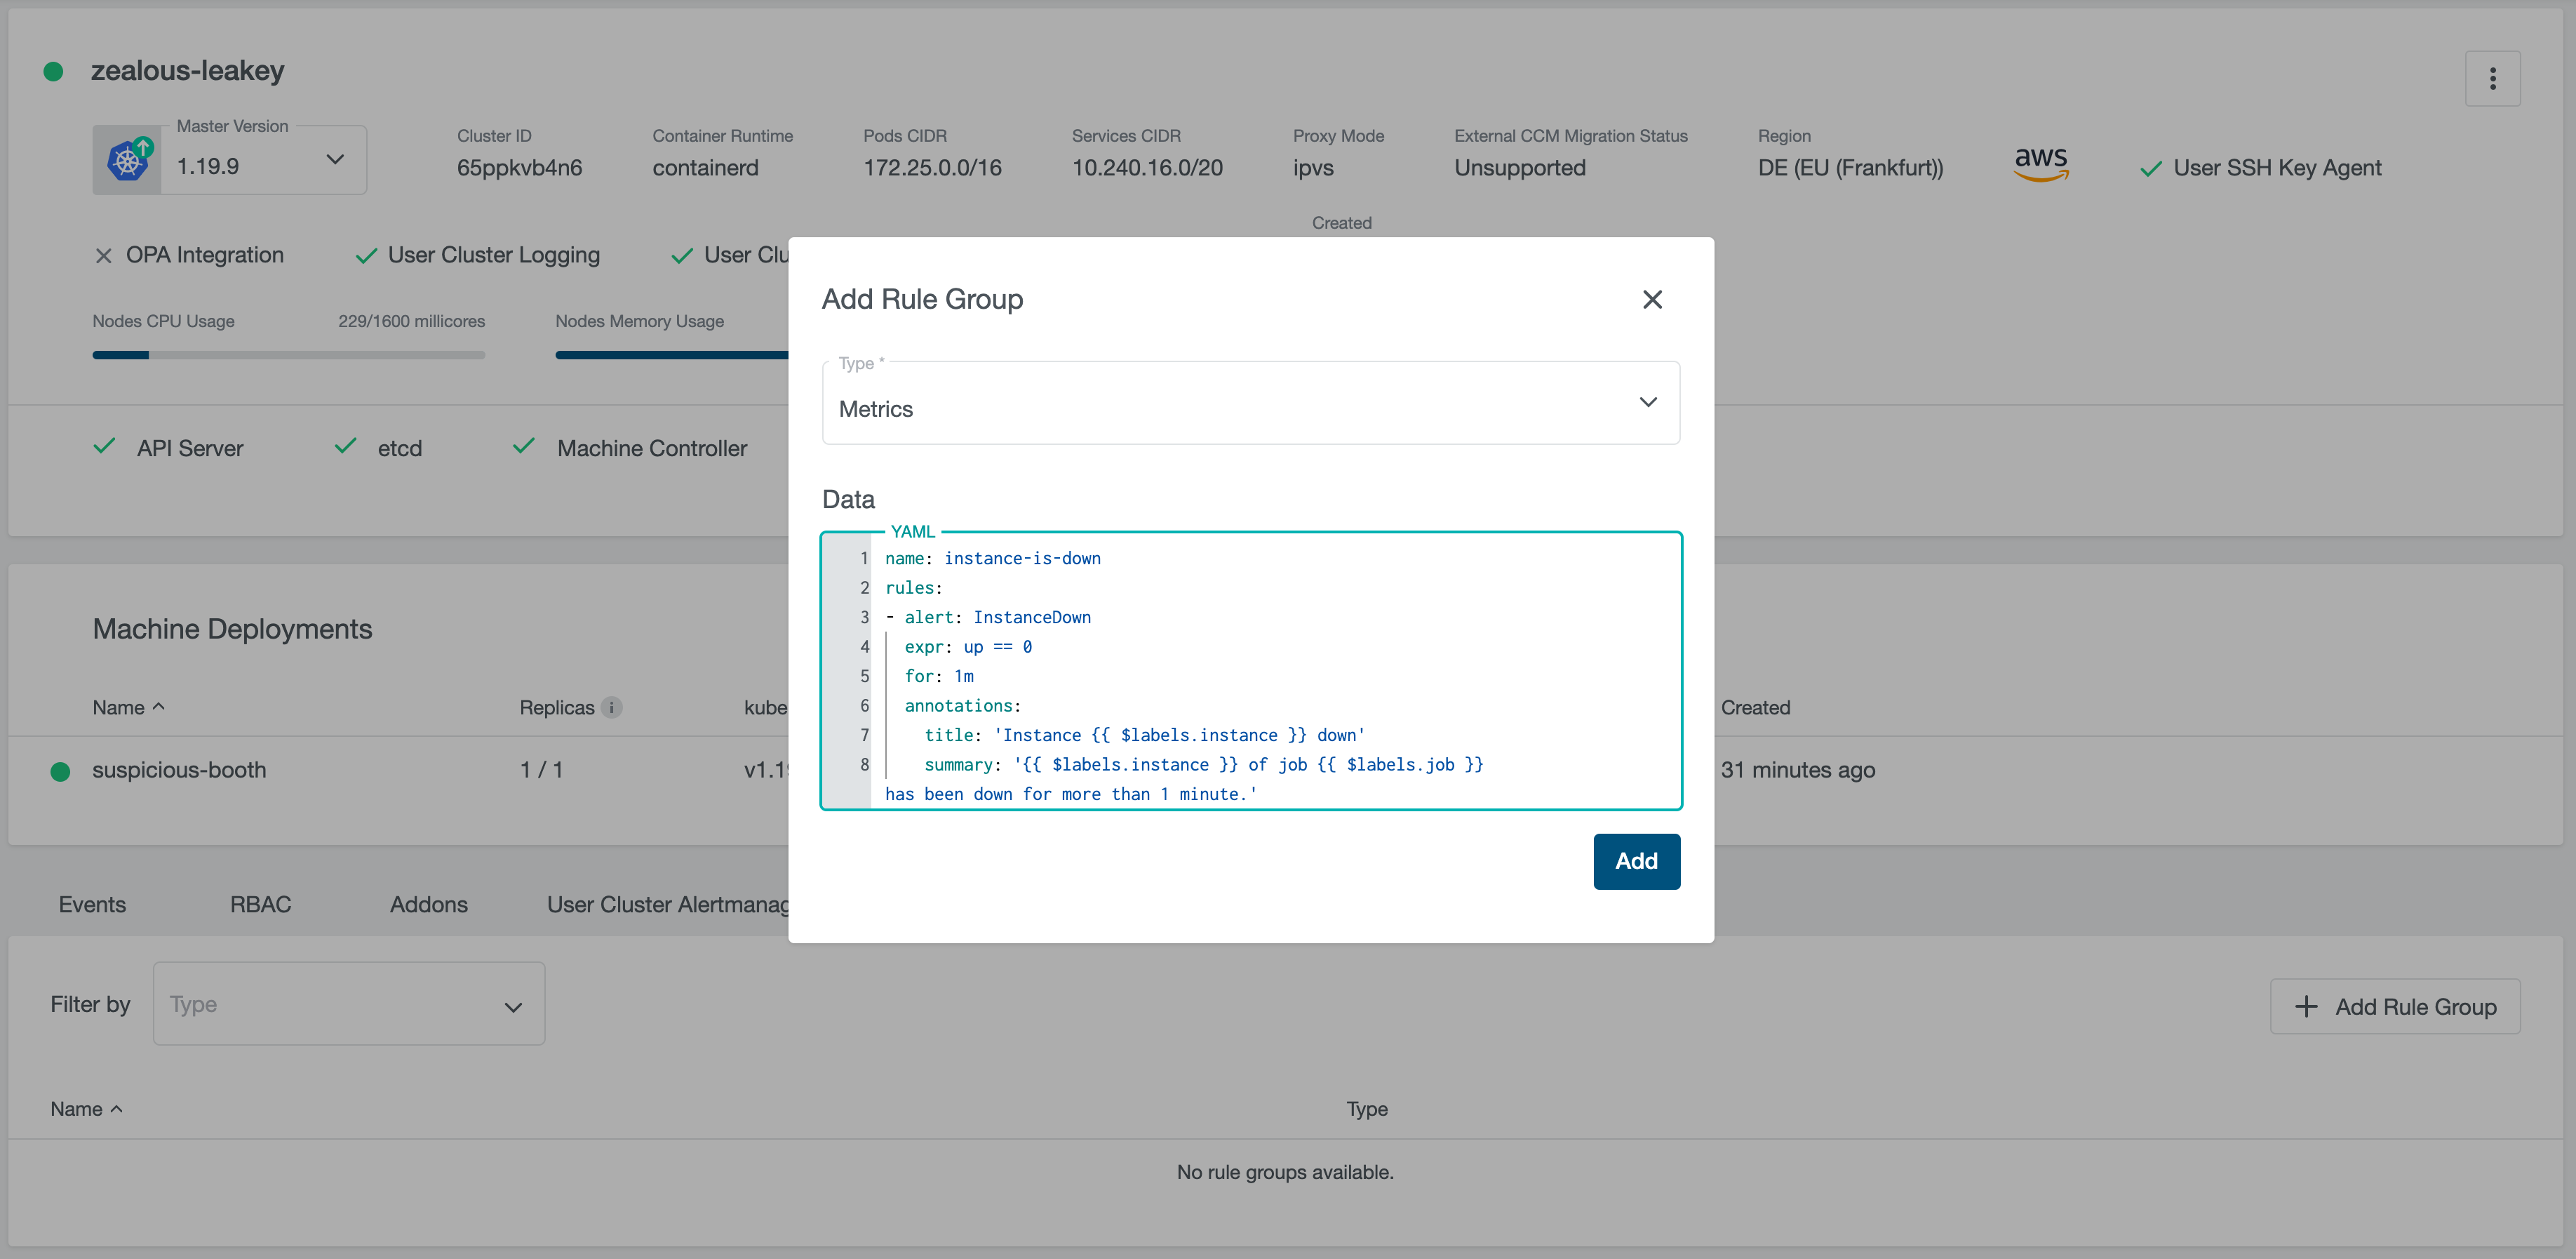 zealous-leakey
Master Version
1.19.9
Cluster ID
65ppkvb4n6
Container Runtime
containerd
Pods CIDR
172.25.0.0/16
Services CIDR
10.240.16.0/20
Proxy Mode
ipvs
External CCM Migration Status
Unsupported
Region
DE (EU (Frankfurt))
aws
User SSH Key Agent
OPA Integration
User Cluster Logging
User Clu
Created
Nodes CPU Usage
229/1600 millicores
Nodes Memory Usage
API Server
etcd
Machine Controller
Add Rule Group
Type *
Metrics
Data
YAML
1 name: instance-is-down
2 rules:
3 - alert: InstanceDown
4 expr: up == 0
5 for: 1m
6 annotations:
7 title: 'Instance {{ $labels.instance }} down'
8 summary: '{{ $labels.instance }} of job {{ $labels.job }}
has been down for more than 1 minute.'
Add
Machine Deployments
Name
Replicas i
kube
Created
suspicious-booth
1 / 1
v1.19
31 minutes ago
Events
RBAC
Addons
User Cluster Alertmanag
Filter by
Type
Add Rule Group
Name
Type
No rule groups available.